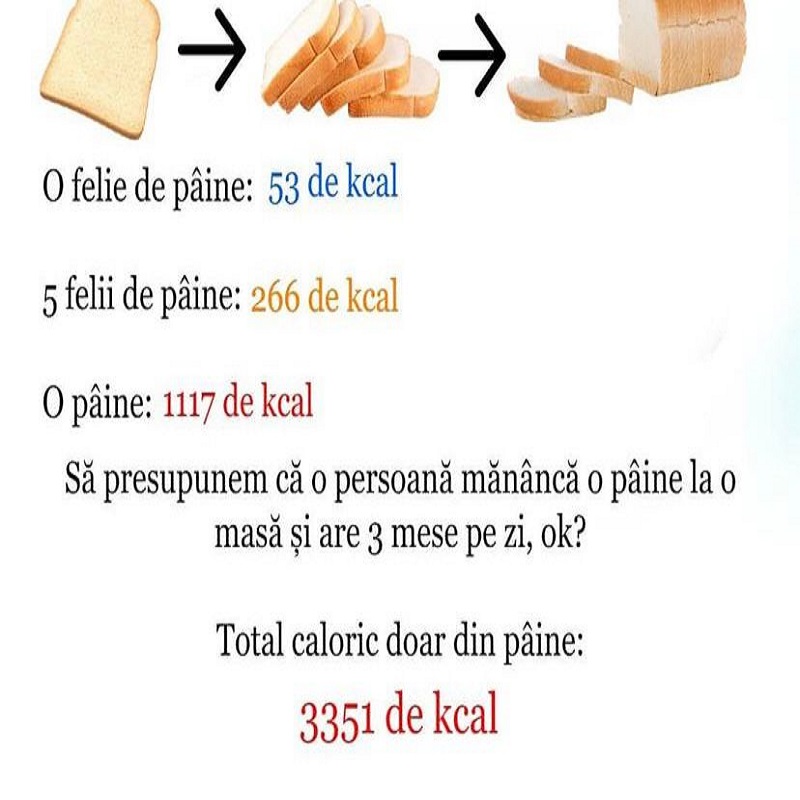 O felie de pâine: 53 de kcal
5 felii de pâine: 266 de kcal
O pâine: 1117 de kcal
Să presupunem că o persoană mănâncă o pâine la o
masă și are 3 mese pe zi, ok?
Total caloric doar din pâine:
3351 de kcal